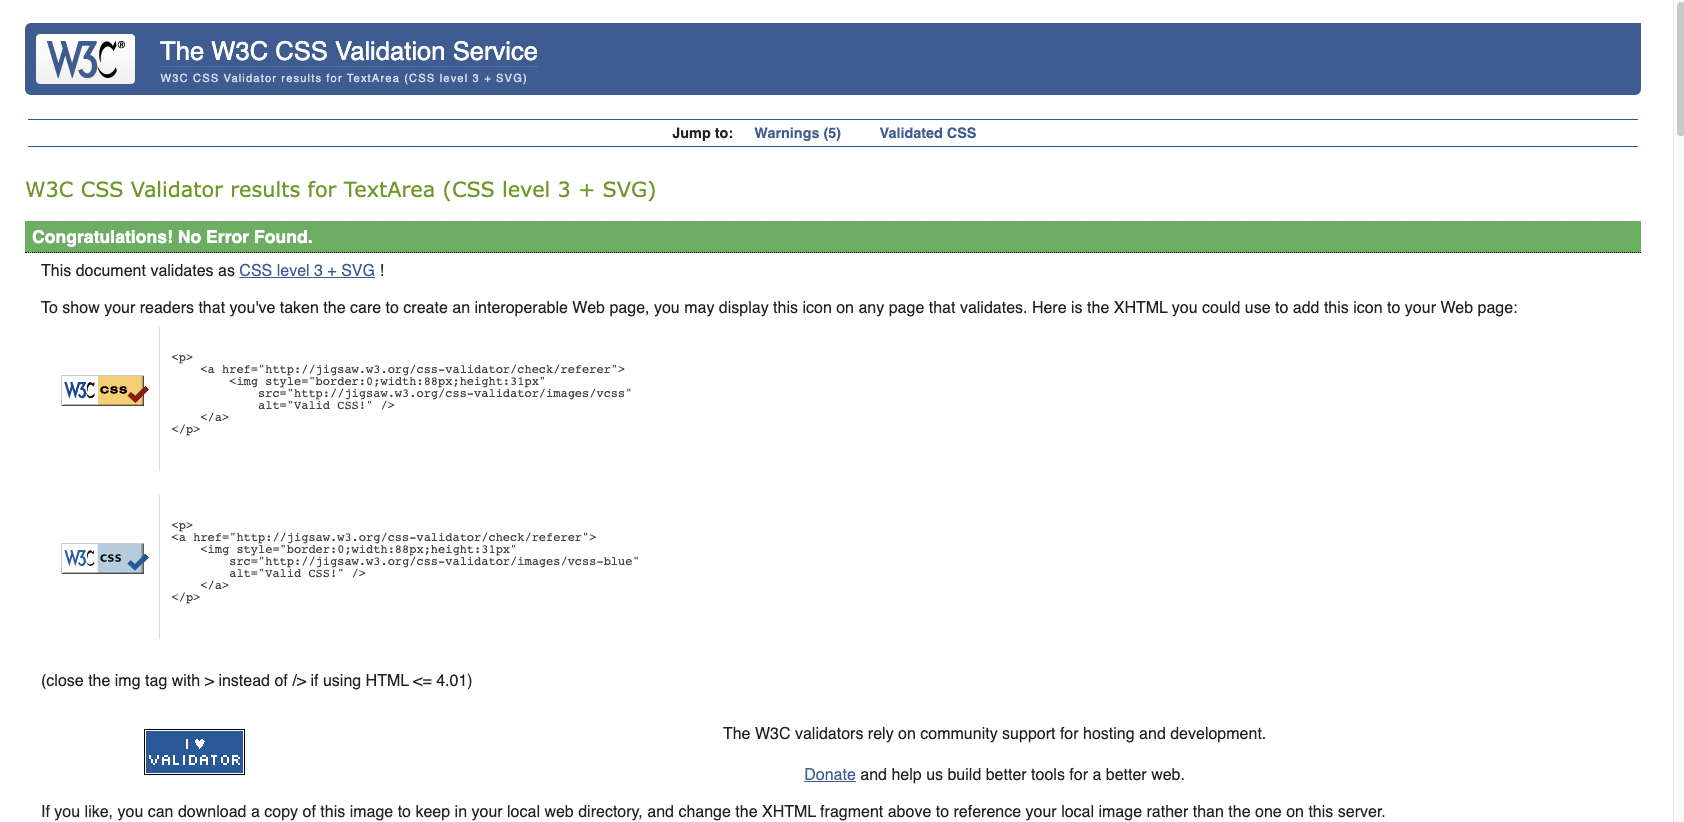 W3C®
The W3C CSS Validation Service
W3C CSS Validator results for TextArea (CSS level 3 + SVG)
Jump to: Warnings (5) Validated CSS
W3C CSS Validator results for TextArea (CSS level 3 + SVG)
Congratulations! No Error Found.
This document validates as CSS level 3 + SVG !
To show your readers that you've taken the care to create an interoperable Web page, you may display this icon on any page that validates. Here is the XHTML you could use to add this icon to your Web page:
W3C CSS
<p>
<a href="http://jigsaw.w3.org/css-validator/check/referer">
<img style="border:0;width:88px;height:31px"
src="http://jigsaw.w3.org/css-validator/images/vcss"
alt="Valid CSS!" />
</a>
</p>
W3C CSS
<p>
<a href="http://jigsaw.w3.org/css-validator/check/referer">
<img style="border:0;width:88px;height:31px"
src="http://jigsaw.w3.org/css-validator/images/vcss-blue"
alt="Valid CSS!" />
</a>
</p>
(close the img tag with > instead of /> if using HTML <= 4.01)
I ♥
VALIDATOR
The W3C validators rely on community support for hosting and development.
Donate and help us build better tools for a better web.
If you like, you can download a copy of this image to keep in your local web directory, and change the XHTML fragment above to reference your local image rather than the one on this server.